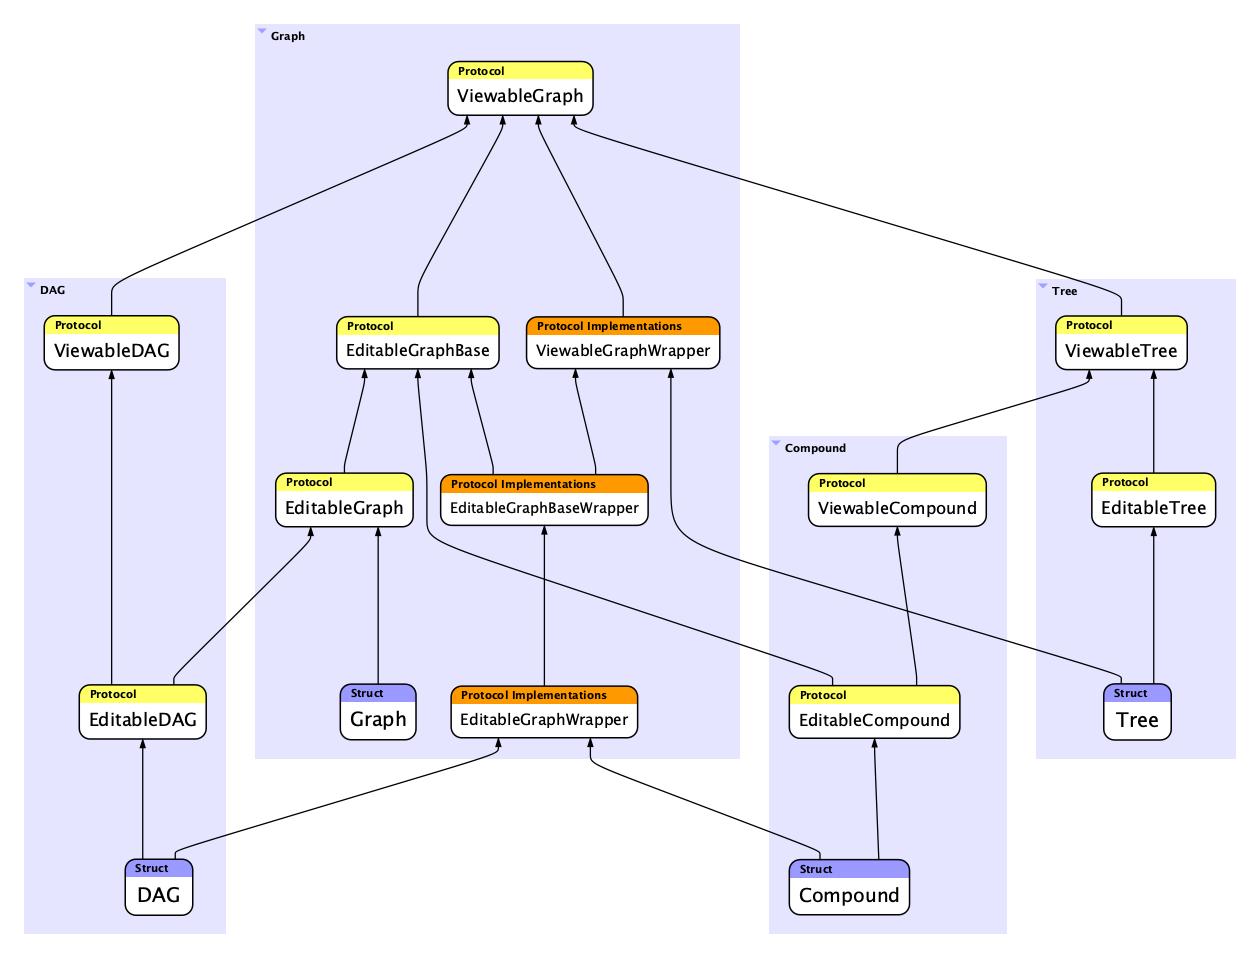 Graph
Protocol
ViewableGraph
DAG
Protocol
ViewableDAG
Protocol
EditableGraphBase
Protocol Implementations
ViewableGraphWrapper
Tree
Protocol
ViewableTree
Compound
Protocol
EditableGraph
Protocol Implementations
EditableGraphBaseWrapper
Protocol
ViewableCompound
Protocol
EditableTree
Protocol
EditableDAG
Struct
Graph
Protocol Implementations
EditableGraphWrapper
Protocol
EditableCompound
Struct
Tree
Struct
DAG
Struct
Compound